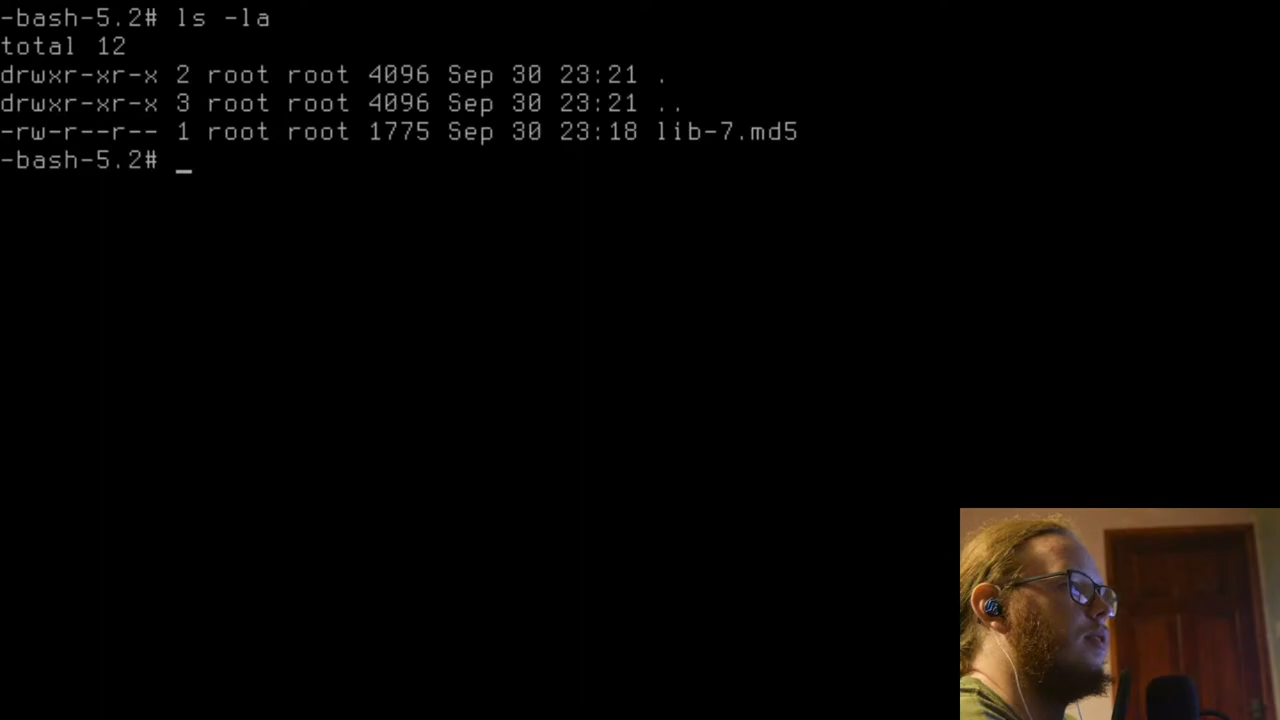 -bash-5.2# ls -la
total 12
drwxr-xr-x 2 root root 4096 Sep 30 23:21 .
drwxr-xr-x 3 root root 4096 Sep 30 23:21 ..
-rw-r--r-- 1 root root 1775 Sep 30 23:18 lib-7.md5
-bash-5.2# _